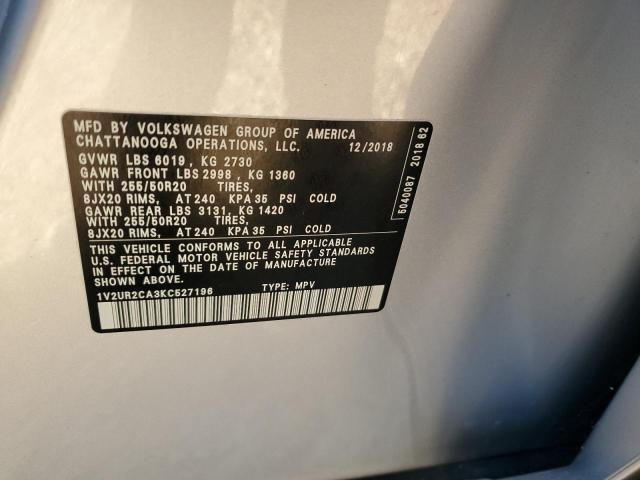 MFD BY VOLKSWAGEN GROUP OF AMERICA
CHATTANOOGA OPERATIONS, LLC. 12/2018
GVWR LBS 6019, KG 2730
GAWR FRONT LBS 2998, KG 1360
WITH 255/50R20 TIRES,
8JX20 RIMS, AT 240 KPA 35 PSI COLD
GAWR REAR LBS 3131, KG 1420
WITH 255/50R20 TIRES,
8JX20 RIMS, AT 240 KPA 35 PSI COLD
THIS VEHICLE CONFORMS TO ALL APPLICABLE
U.S. FEDERAL MOTOR VEHICLE SAFETY STANDARDS
IN EFFECT ON THE DATE OF MANUFACTURE
SHOWN ABOVE.
1V2UR2CA3KC527196 TYPE: MPV
5040087 2018 62